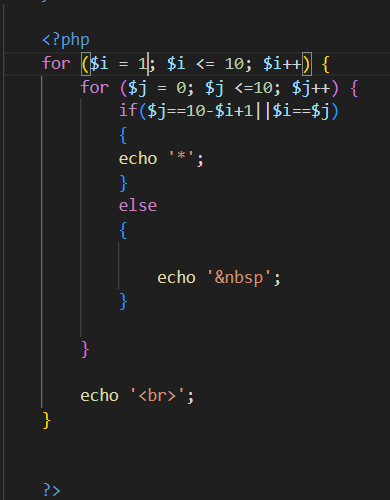 <?php
for ($i = 1; $i <= 10; $i++) {
for ($j = 0; $j <=10; $j++) {
if($j==10-$i+1||$i==$j)
{
echo '*';
}
else
{
echo '&nbsp';
}
}
echo '<br>';
}
?>